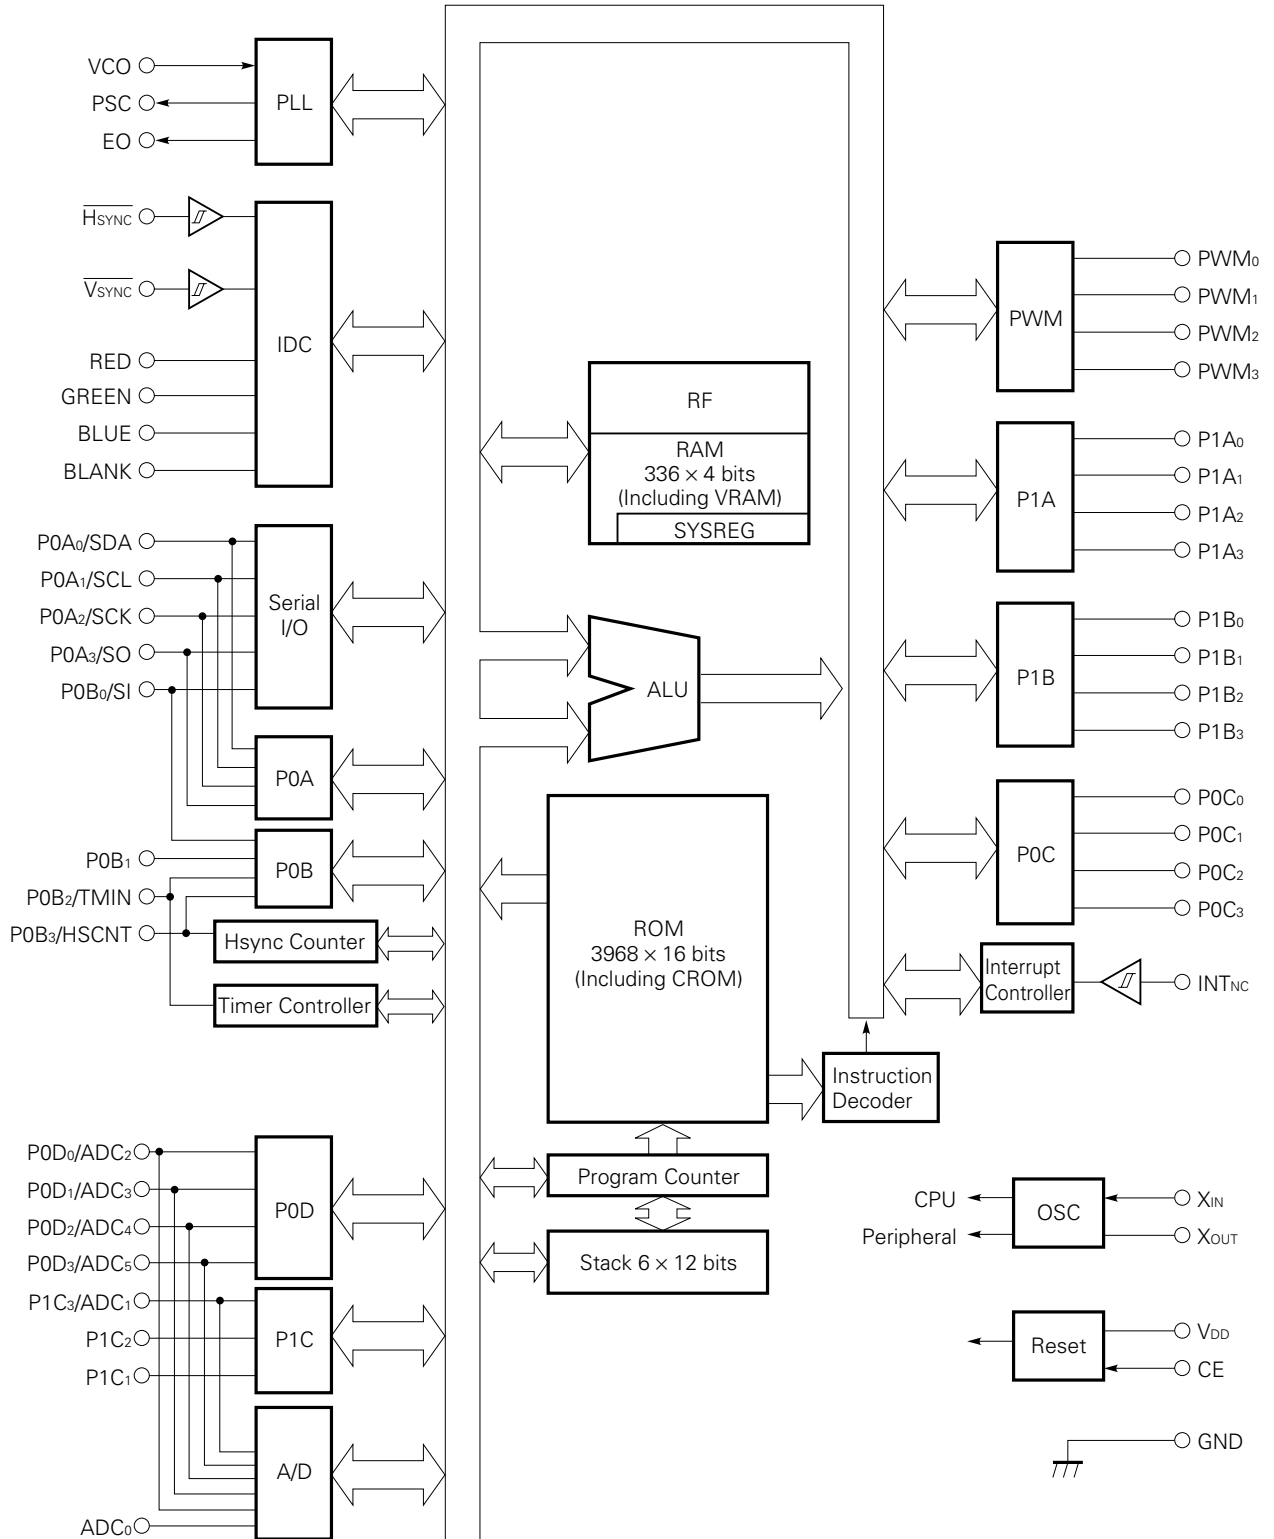 VCO
PSC
EO
PLL
HSYNC
VSYNC
RED
GREEN
BLUE
BLANK
IDC
P0A0/SDA
P0A1/SCL
P0A2/SCK
P0A3/SO
P0B0/SI
Serial
I/O
P0A
P0B1
P0B2/TMIN
P0B3/HSCNT
P0B
Hsync Counter
Timer Controller
P0D0/ADC2
P0D1/ADC3
P0D2/ADC4
P0D3/ADC5
P1C3/ADC1
P1C2
P1C1
ADC0
P0D
P1C
A/D
RF
RAM
336 × 4 bits
(Including VRAM)
SYSREG
ALU
ROM
3968 × 16 bits
(Including CROM)
Instruction
Decoder
Program Counter
Stack 6 × 12 bits
PWM
PWM0
PWM1
PWM2
PWM3
P1A
P1A0
P1A1
P1A2
P1A3
P1B
P1B0
P1B1
P1B2
P1B3
P0C
P0C0
P0C1
P0C2
P0C3
Interrupt
Controller
INTNC
CPU
Peripheral
OSC
XIN
XOUT
Reset
VDD
CE
GND